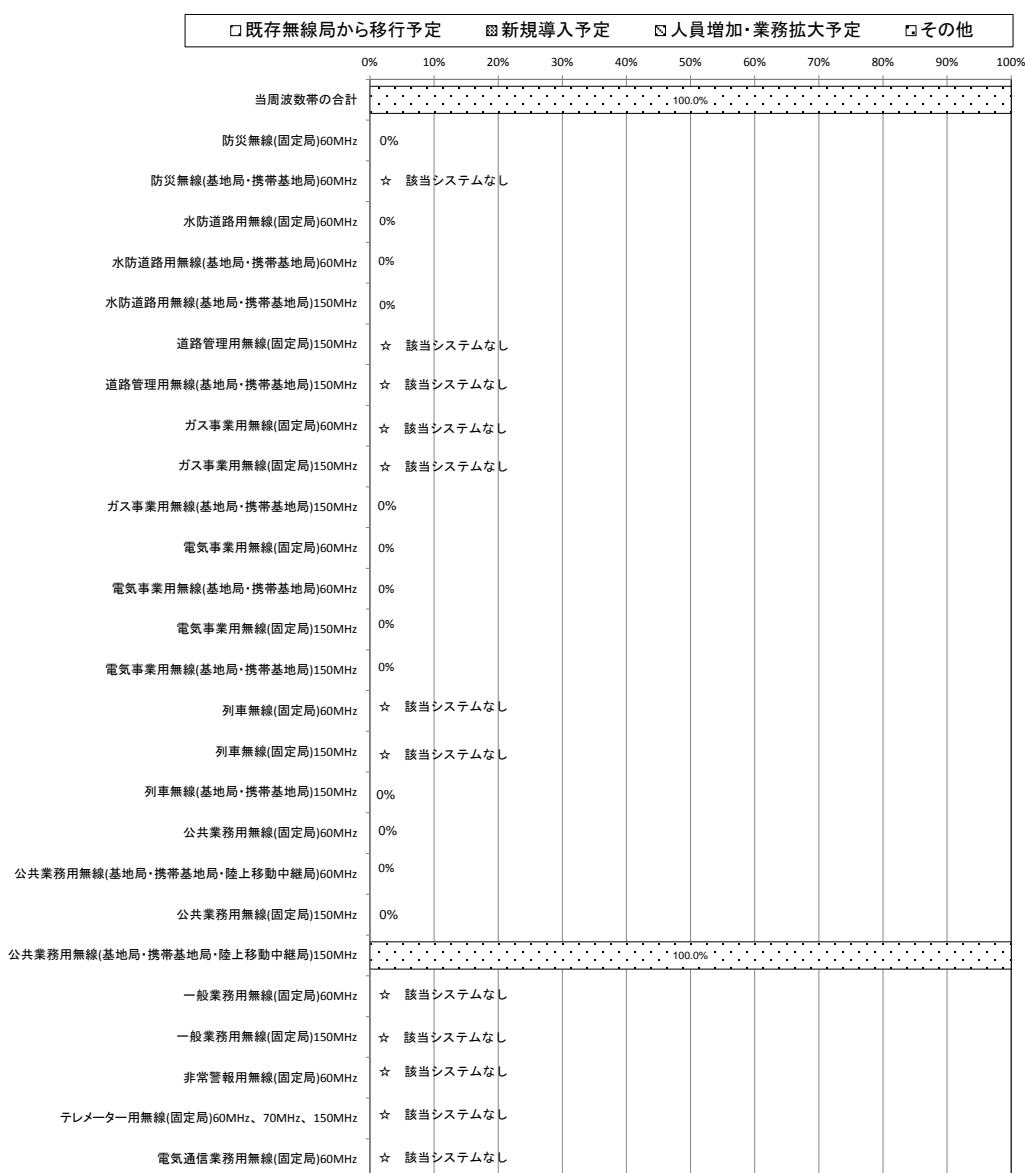 既存無線局から移行予定 新規導入予定 人員増加・業務拡大予定 その他
0% 10% 20% 30% 40% 50% 60% 70% 80% 90% 100%
当周波数帯の合計 100.0%
防災無線(固定局)60MHz 0%
防災無線(基地局・携帯基地局)60MHz ☆ 該当システムなし
水防道路用無線(固定局)60MHz 0%
水防道路用無線(基地局・携帯基地局)60MHz 0%
水防道路用無線(基地局・携帯基地局)150MHz 0%
道路管理用無線(固定局)150MHz ☆ 該当システムなし
道路管理用無線(基地局・携帯基地局)150MHz ☆ 該当システムなし
ガス事業用無線(固定局)60MHz ☆ 該当システムなし
ガス事業用無線(固定局)150MHz ☆ 該当システムなし
ガス事業用無線(基地局・携帯基地局)150MHz 0%
電気事業用無線(固定局)60MHz 0%
電気事業用無線(基地局・携帯基地局)60MHz 0%
電気事業用無線(固定局)150MHz 0%
電気事業用無線(基地局・携帯基地局)150MHz 0%
列車無線(固定局)60MHz ☆ 該当システムなし
列車無線(固定局)150MHz ☆ 該当システムなし
列車無線(基地局・携帯基地局)150MHz 0%
公共業務用無線(固定局)60MHz 0%
公共業務用無線(基地局・携帯基地局・陸上移動中継局)60MHz 0%
公共業務用無線(固定局)150MHz 0%
公共業務用無線(基地局・携帯基地局・陸上移動中継局)150MHz 100.0%
一般業務用無線(固定局)60MHz ☆ 該当システムなし
一般業務用無線(固定局)150MHz ☆ 該当システムなし
非常警報用無線(固定局)60MHz ☆ 該当システムなし
テレメーター用無線(固定局)60MHz、70MHz、150MHz ☆ 該当システムなし
電気通信業務用無線(固定局)60MHz ☆ 該当システムなし